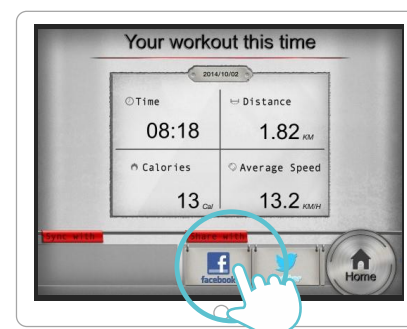 Your workout this time
2014/10/02
Time
Distance
08:18
1.82 KM
Calories
Average Speed
13 Cal
13.2 KM/H
Sync with
Share with
facebook
Home